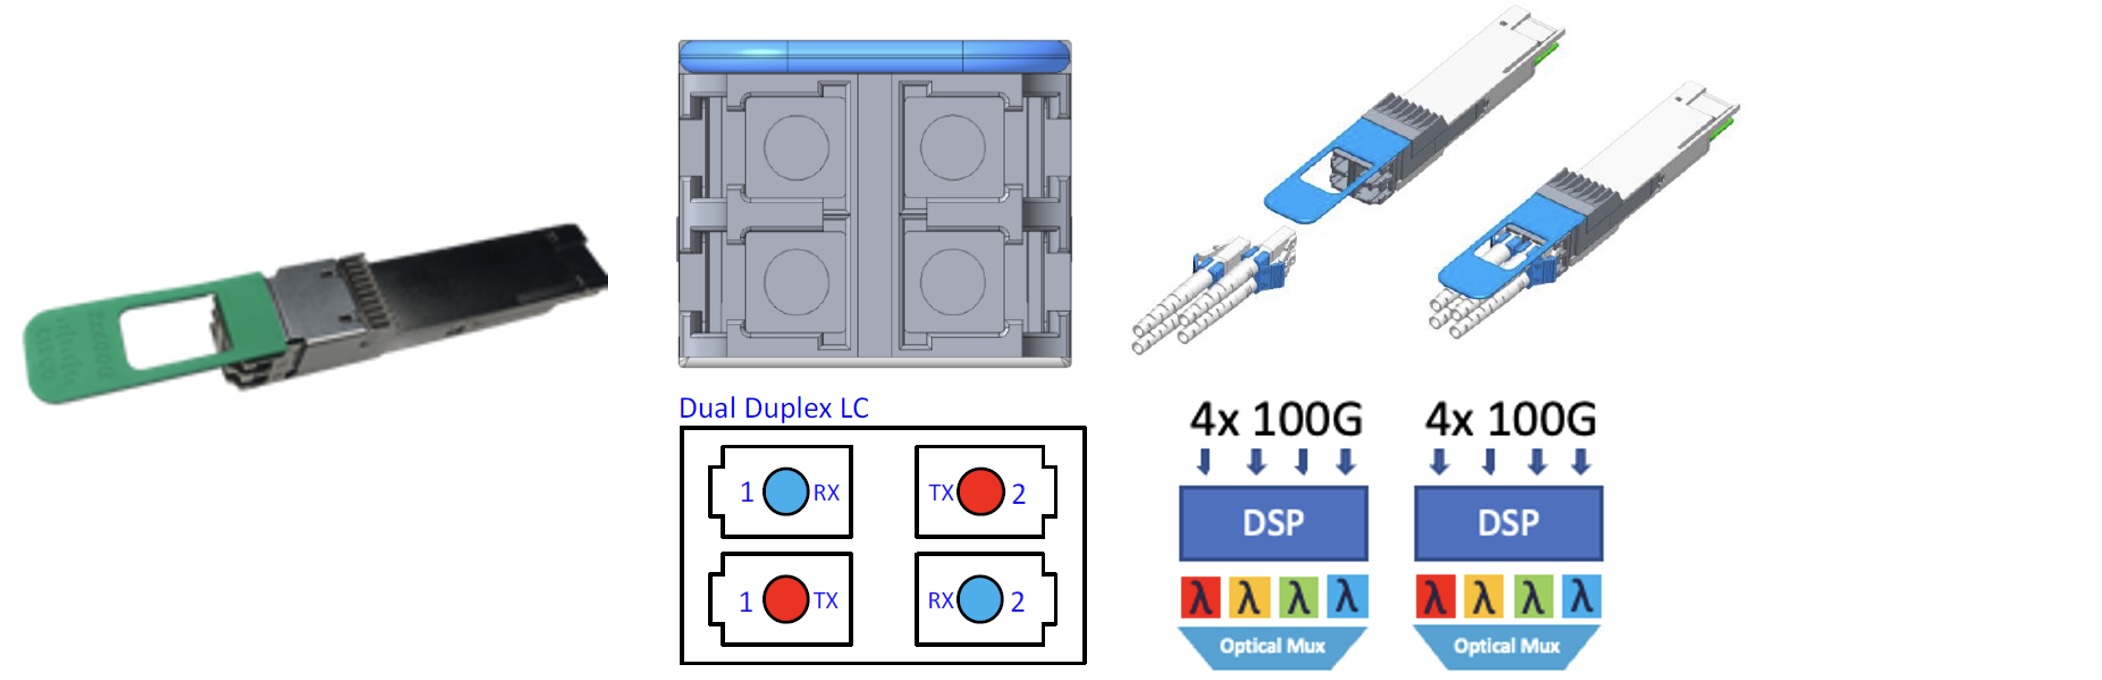 Dual Duplex LC
1 RX
TX 2
1 TX
RX 2
4x 100G
4x 100G
DSP
DSP
λ λ λ λ
λ λ λ λ
Optical Mux
Optical Mux